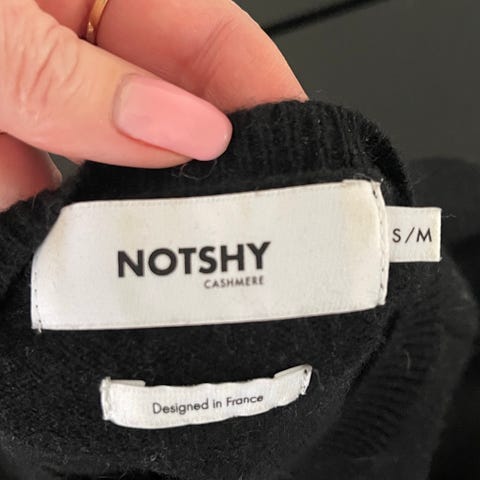 NOTSHY
CASHMERE
S/M
Designed in France